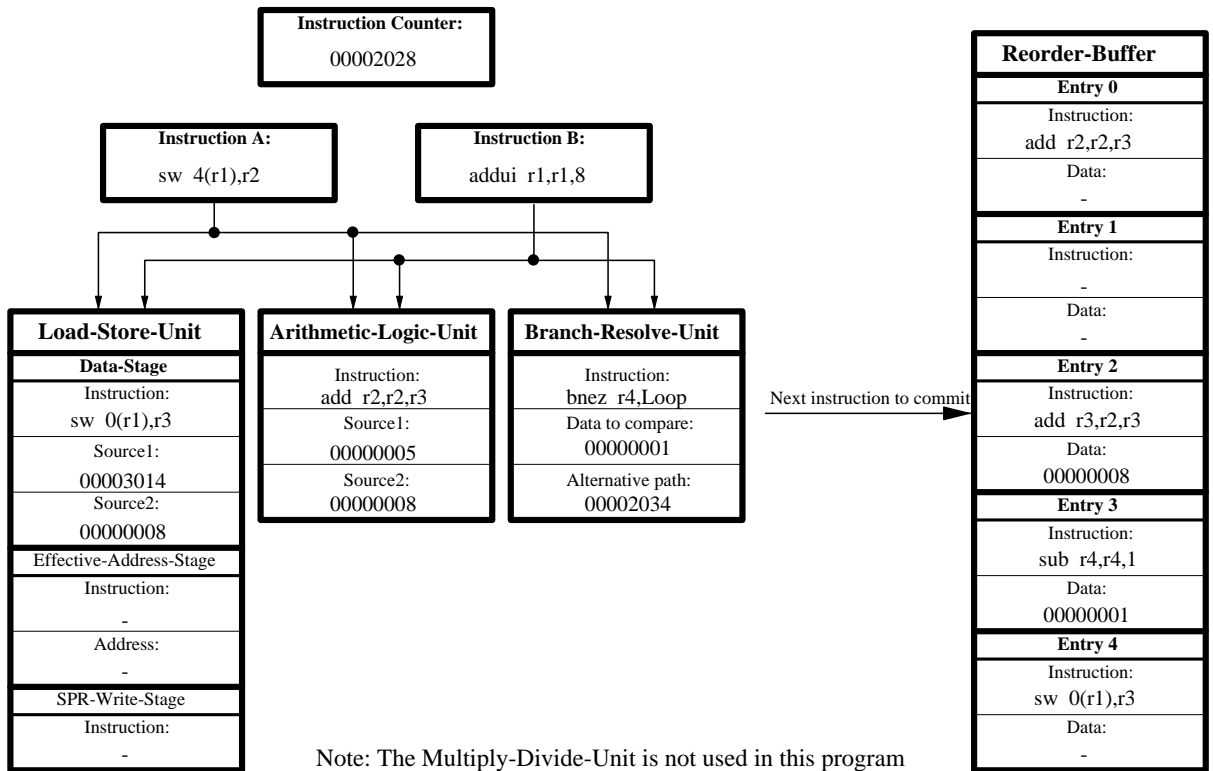 Instruction Counter:
00002028
Instruction A:
sw 4(r1),r2
Instruction B:
addui r1,r1,8
Load-Store-Unit
Data-Stage
Instruction:
sw 0(r1),r3
Source1:
00003014
Source2:
00000008
Effective-Address-Stage
Instruction:
-
Address:
-
SPR-Write-Stage
Instruction:
-
Arithmetic-Logic-Unit
Instruction:
add r2,r2,r3
Source1:
00000005
Source2:
00000008
Branch-Resolve-Unit
Instruction:
bnez r4,Loop
Data to compare:
00000001
Alternative path:
00002034
Next instruction to commit
Reorder-Buffer
Entry 0
Instruction:
add r2,r2,r3
Data:
-
Entry 1
Instruction:
-
Data:
-
Entry 2
Instruction:
add r3,r2,r3
Data:
00000008
Entry 3
Instruction:
sub r4,r4,1
Data:
00000001
Entry 4
Instruction:
sw 0(r1),r3
Data:
-
Note: The Multiply-Divide-Unit is not used in this program